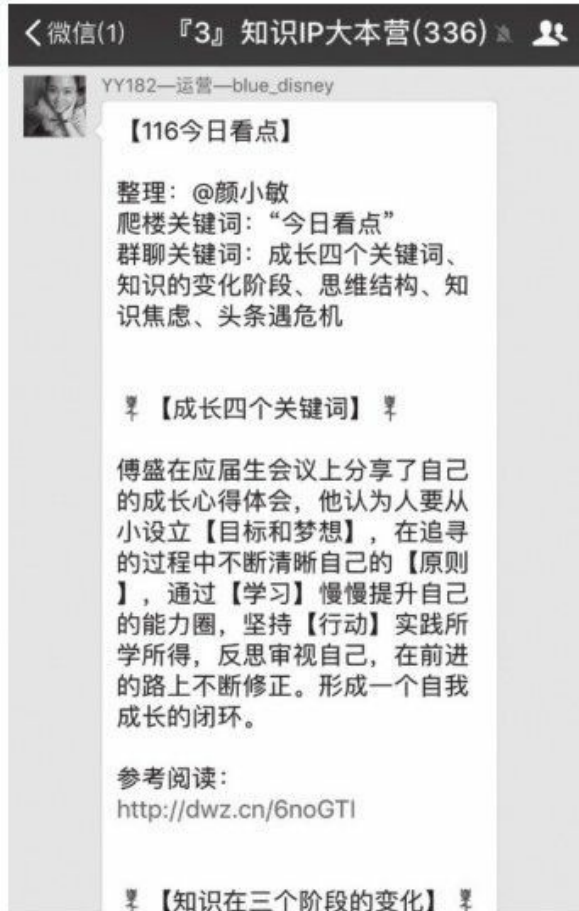 微信(1) 『3』知识IP大本营(336)
YY182—运营—blue_disney
【116今日看点】
整理：@颜小敏
爬楼关键词：“今日看点”
群聊关键词：成长四个关键词、
知识的变化阶段、思维结构、知
识焦虑、头条遇危机
【成长四个关键词】
傅盛在应届生会议上分享了自己
的成长心得体会，他认为人要从
小设立【目标和梦想】，在追寻
的过程中不断清晰自己的【原则
】，通过【学习】慢慢提升自己
的能力圈，坚持【行动】实践所
学所得，反思审视自己，在前进
的路上不断修正。形成一个自我
成长的闭环。
参考阅读：
http://dwz.cn/6noGTI
【知识在三个阶段的变化】